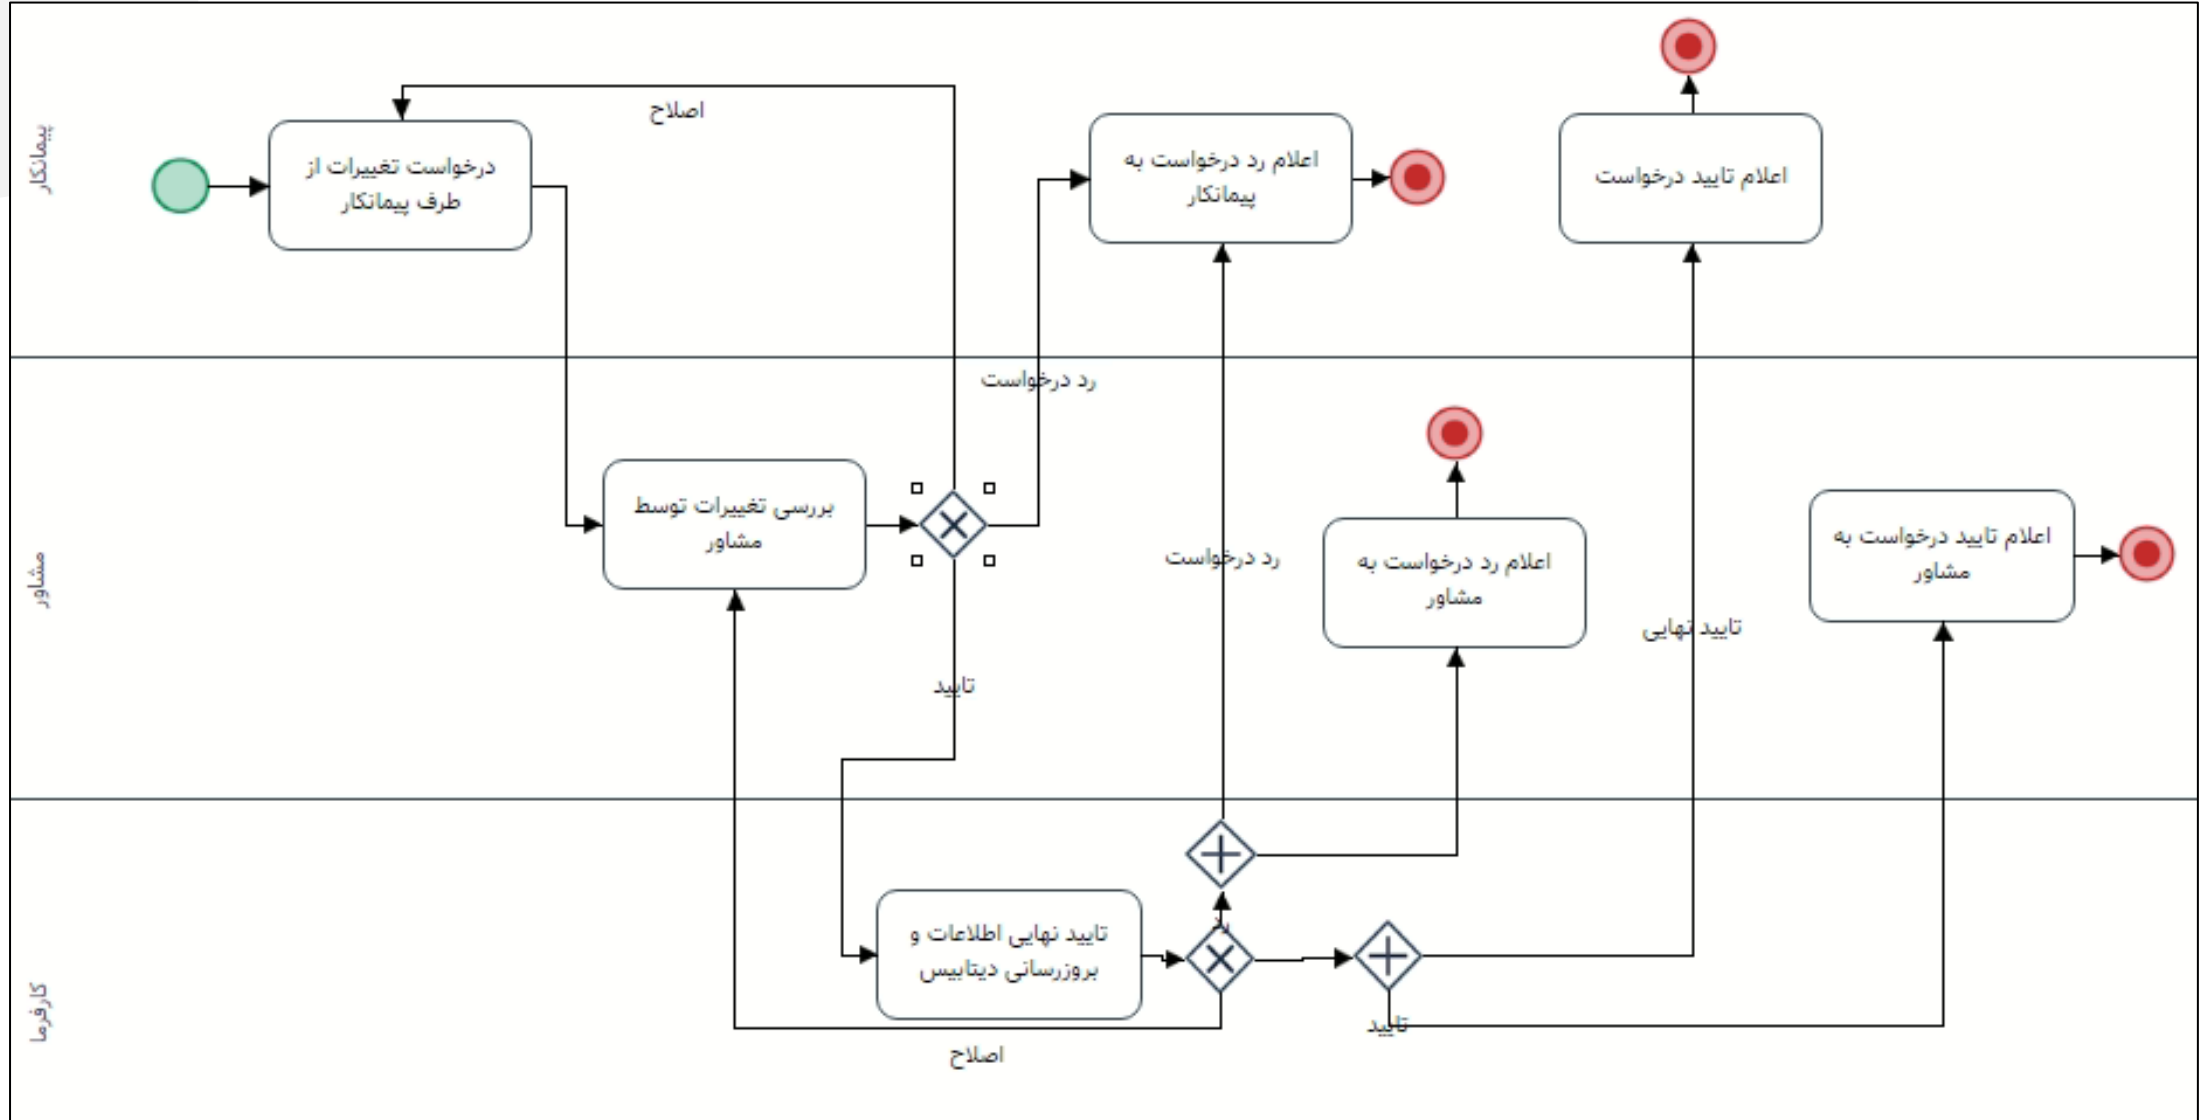 پیمانکار
درخواست تغییرات از
طرف پیمانکار
اصلاح
اعلام رد درخواست به
پیمانکار
اعلام تایید درخواست
رد درخواست
مشاور
بررسی تغییرات توسط
مشاور
تایید
رد درخواست
اعلام رد درخواست به
مشاور
تایید نهایی
اعلام تایید درخواست به
مشاور
کارفرما
تایید نهایی اطلاعات و
بروزرسانی دیتابیس
رد
تایید
اصلاح